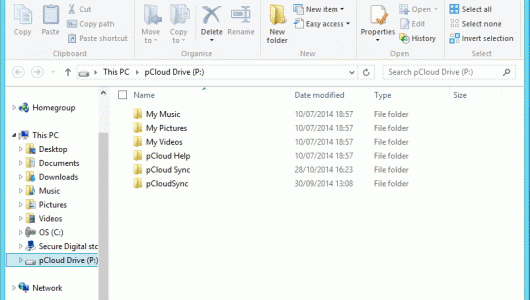 New item
Easy access
Open
Edit
History
Select all
Select none
Invert selection
Copy
Paste
Cut
Copy path
Paste shortcut
Move to
Copy to
Delete
Rename
New folder
Properties
Clipboard
Organise
New
Open
Select
This PC
pCloud Drive (P:)
Search pCloud Drive (P:)
Name
Date modified
Type
Size
Homegroup
This PC
Desktop
Documents
Downloads
Music
Pictures
Videos
OS (C:)
Secure Digital stc
pCloud Drive (P:)
Network
My Music 10/07/2014 18:57 File folder
My Pictures 10/07/2014 18:57 File folder
My Videos 10/07/2014 18:57 File folder
pCloud Help 10/07/2014 18:57 File folder
pCloud Sync 28/10/2014 16:23 File folder
pCloudSync 30/09/2014 13:08 File folder